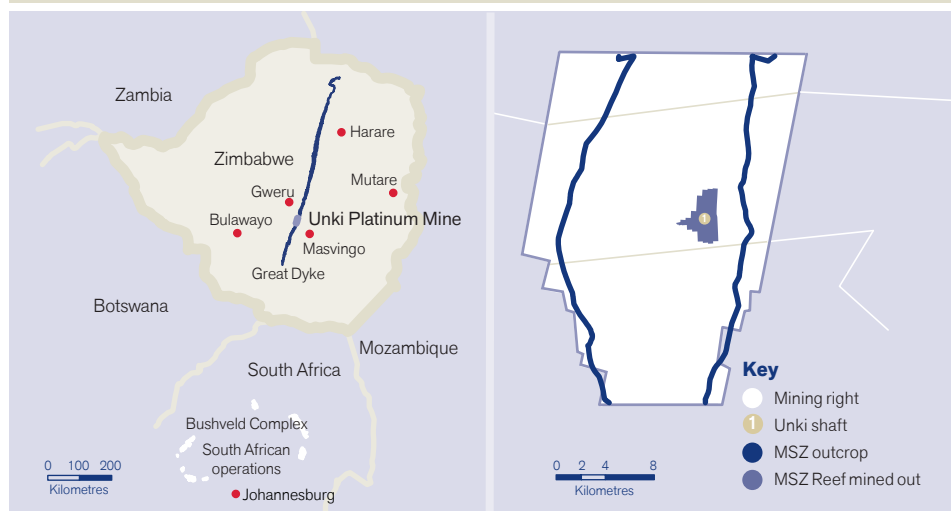 Zambia
Harare
Zimbabwe
Mutare
Gweru
Bulawayo
Unki Platinum Mine
Masvingo
Great Dyke
Botswana
Mozambique
South Africa
Bushveld Complex
South African
operations
0 100 200
Kilometres
Johannesburg
1
Key
Mining right
1 Unki shaft
MSZ outcrop
MSZ Reef mined out
0 2 4 8
Kilometres